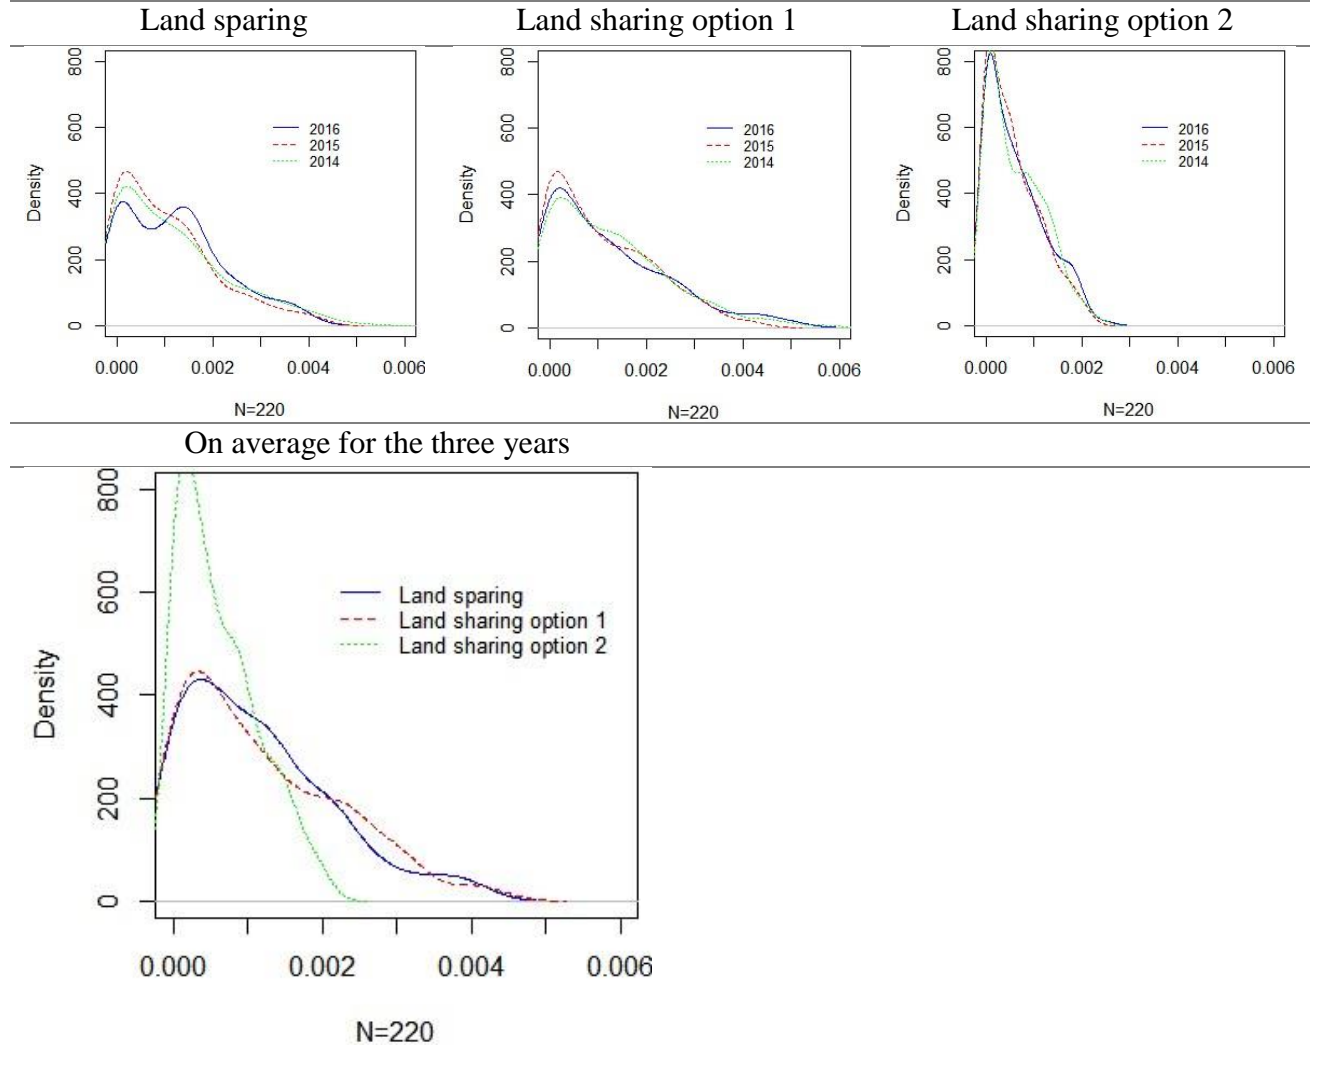 Land sparing Land sharing option 1 Land sharing option 2
800
600
400
200
0
Density
2016
2015
2014
0.000 0.002 0.004 0.006
N=220
800
600
400
200
0
Density
2016
2015
2014
0.000 0.002 0.004 0.006
N=220
800
600
400
200
0
Density
2016
2015
2014
0.000 0.002 0.004 0.006
N=220
On average for the three years
800
600
400
200
0
Density
Land sparing
Land sharing option 1
Land sharing option 2
0.000 0.002 0.004 0.006
N=220